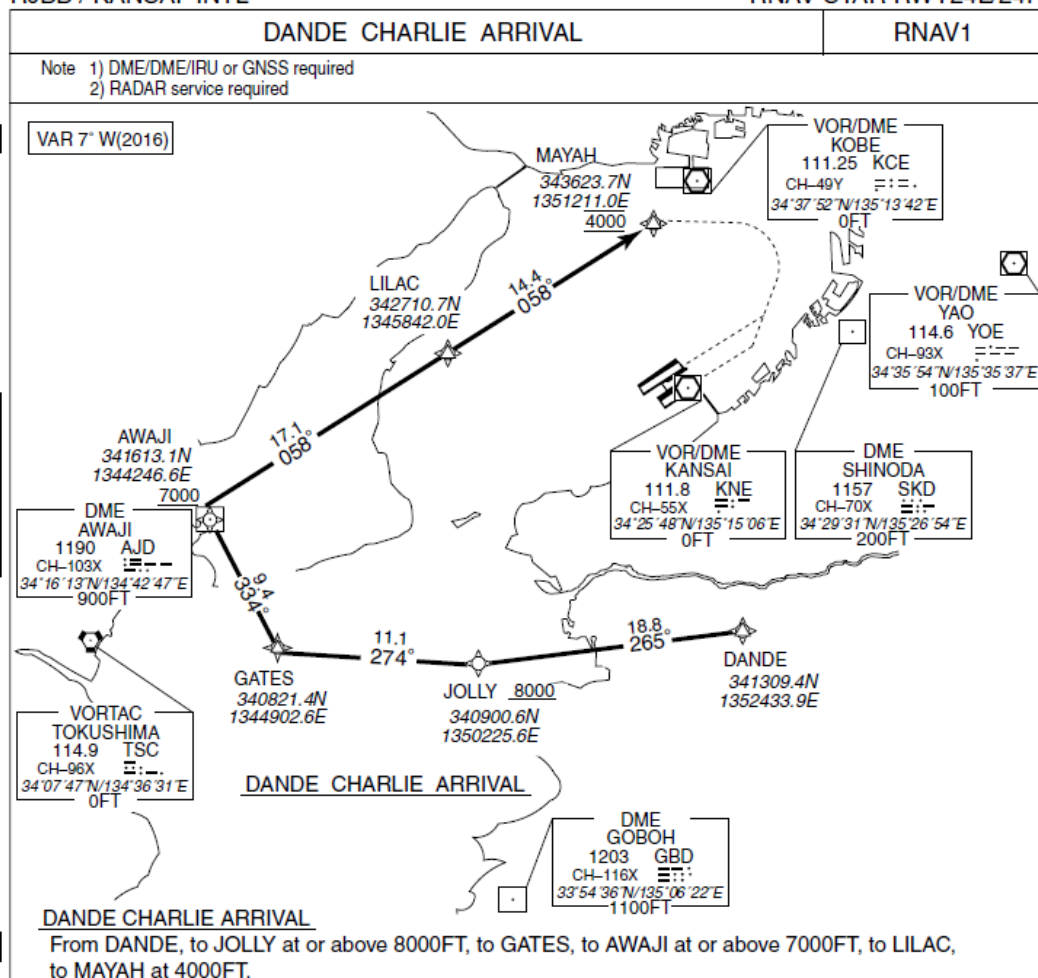 DANDE CHARLIE ARRIVAL
RNAV1
Note 1) DME/DME/IRU or GNSS required
2) RADAR service required
VAR 7° W(2016)
MAYAH
343623.7N
1351211.0E
4000
VOR/DME
KOBE
111.25 KCE
CH–49Y
34°37´52˝N/135°13´42˝E
0FT
LILAC
342710.7N
1345842.0E
14.4
058°
VOR/DME
YAO
114.6 YOE
CH–93X
34°35´54˝N/135°35´37˝E
100FT
17.1
058°
AWAJI
341613.1N
1344246.6E
7000
DME
AWAJI
1190 AJD
CH–103X
34°16´13˝N/134°42´47˝E
900FT
VOR/DME
KANSAI
111.8 KNE
CH–55X
34°25´48˝N/135°15´06˝E
0FT
DME
SHINODA
1157 SKD
CH–70X
34°29´31˝N/135°26´54˝E
200FT
9.4
334°
11.1
274°
18.8
265°
GATES
340821.4N
1344902.6E
JOLLY 8000
340900.6N
1350225.6E
DANDE
341309.4N
1352433.9E
VORTAC
TOKUSHIMA
114.9 TSC
CH–96X
34°07´47˝N/134°36´31˝E
0FT
DANDE CHARLIE ARRIVAL
DME
GOBOH
1203 GBD
CH–116X
33°54´36˝N/135°06´22˝E
1100FT
DANDE CHARLIE ARRIVAL
From DANDE, to JOLLY at or above 8000FT, to GATES, to AWAJI at or above 7000FT, to LILAC,
to MAYAH at 4000FT.